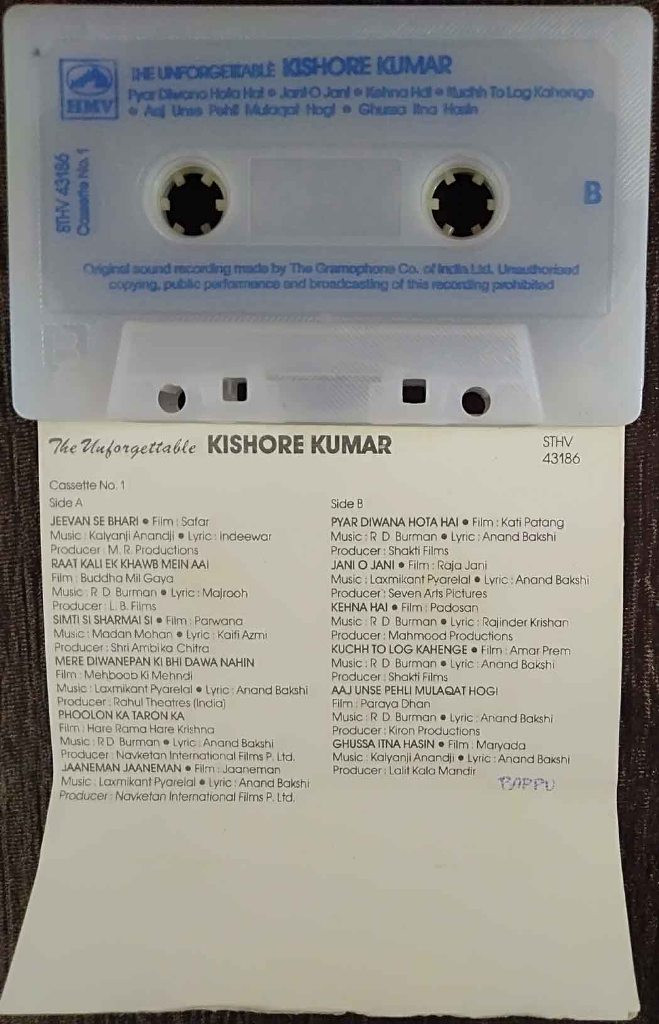 HMV
THE UNFORGETTABLE KISHORE KUMAR
Pyar Diwana Hota Hai • Jani O Jani • Kehna Hai • Kuchh To Log Kahenge
• Aaj Unse Pehli Mulaqat Hogi • Ghussa Itna Hasin
STHV 43186
Cassette No. 1
B
Original sound recording made by The Gramophone Co. of India Ltd. Unauthorised
copying, public performance and broadcasting of this recording prohibited
The Unforgettable KISHORE KUMAR
STHV
43186
Cassette No. 1
Side A
JEEVAN SE BHARI • Film : Safar
Music : Kalyanji Anandji • Lyric : Indeewar
Producer : M. R. Productions
RAAT KALI EK KHAWB MEIN AAI
Film : Buddha Mil Gaya
Music : R D Burman • Lyric : Majrooh
Producer : L. B. Films
SIMTI SI SHARMAI SI • Film : Parwana
Music : Madan Mohan • Lyric : Kaifi Azmi
Producer : Shri Ambika Chitra
MERE DIWANEPAN KI BHI DAWA NAHIN
Film : Mehboob Ki Mehndi
Music : Laxmikant Pyarelal • Lyric : Anand Bakshi
Producer : Rahul Theatres (India)
PHOOLON KA TARON KA
Film : Hare Rama Hare Krishna
Music : R D Burman • Lyric : Anand Bakshi
Producer : Navketan International Films P. Ltd.
JAANEMAN JAANEMAN • Film : Jaaneman
Music : Laxmikant Pyarelal • Lyric : Anand Bakshi
Producer : Navketan International Films P. Ltd.
Side B
PYAR DIWANA HOTA HAI • Film : Kati Patang
Music : R D Burman • Lyric : Anand Bakshi
Producer : Shakti Films
JANI O JANI • Film : Raja Jani
Music : Laxmikant Pyarelal • Lyric : Anand Bakshi
Producer : Seven Arts Pictures
KEHNA HAI • Film : Padosan
Music : R D Burman • Lyric : Rajinder Krishan
Producer : Mahmood Productions
KUCHH TO LOG KAHENGE • Film : Amar Prem
Music : R D Burman • Lyric : Anand Bakshi
Producer : Shakti Films
AAJ UNSE PEHLI MULAQAT HOGI
Film : Paraya Dhan
Music : R D Burman • Lyric : Anand Bakshi
Producer : Kiron Productions
GHUSSA ITNA HASIN • Film : Maryada
Music : Kalyanji Anandji • Lyric : Anand Bakshi
Producer : Lalit Kala Mandir
BAPPU